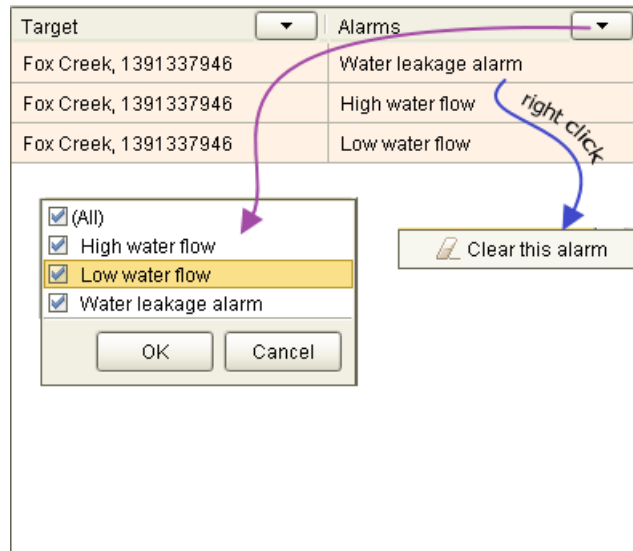 Target Alarms
Fox Creek, 1391337946 Water leakage alarm
Fox Creek, 1391337946 High water flow
Fox Creek, 1391337946 Low water flow
right click
(All)
High water flow
Low water flow
Water leakage alarm
OK Cancel
Clear this alarm